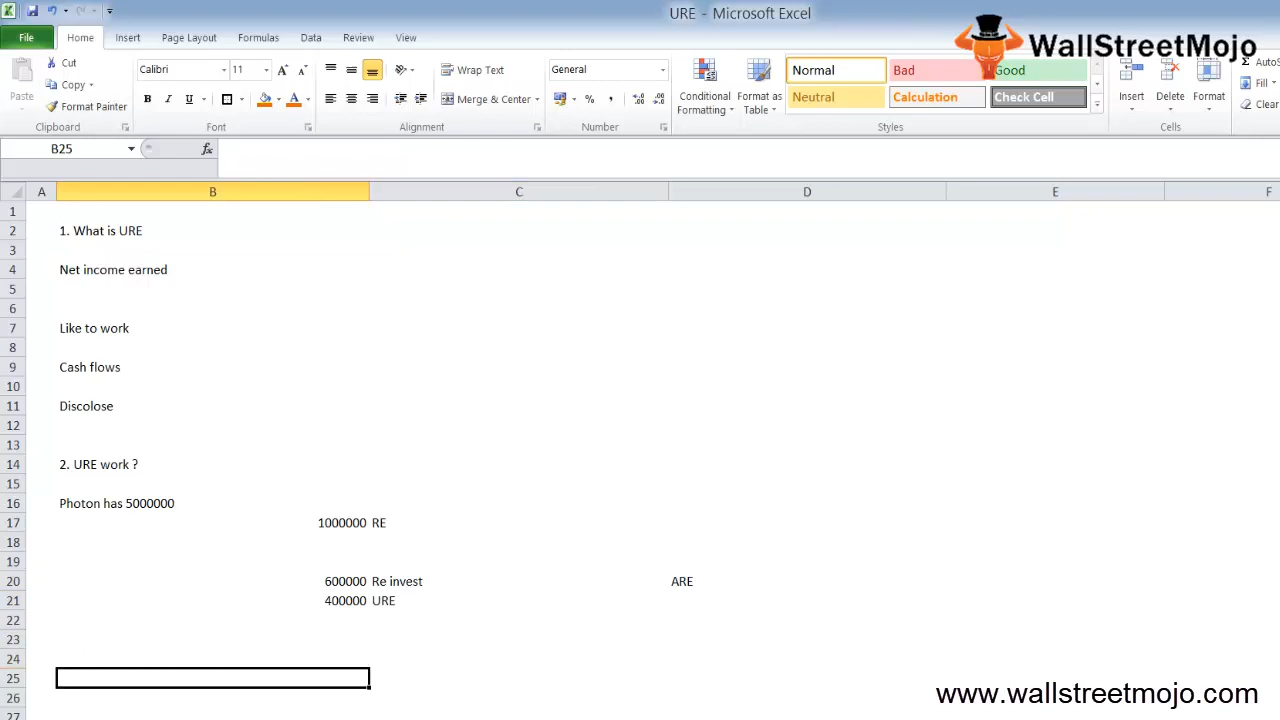 URE - Microsoft Excel
File Home Insert Page Layout Formulas Data Review View
WallStreetMojo
Paste
Cut
Copy
Format Painter
Clipboard
Calibri 11
B I U
Font
Wrap Text
Merge & Center
Alignment
General
%
Number
Conditional Formatting
Format as Table
Normal Bad Good
Neutral Calculation Check Cell
Styles
Insert Delete Format
Cells
Σ AutoS
Fill
Clear
B25 fx
A B C D E F
1
2 1. What is URE
3
4 Net income earned
5
6
7 Like to work
8
9 Cash flows
10
11 Discolose
12
13
14 2. URE work ?
15
16 Photon has 5000000
17 1000000 RE
18
19
20 600000 Re invest ARE
21 400000 URE
22
23
24
25
26
27
www.wallstreetmojo.com